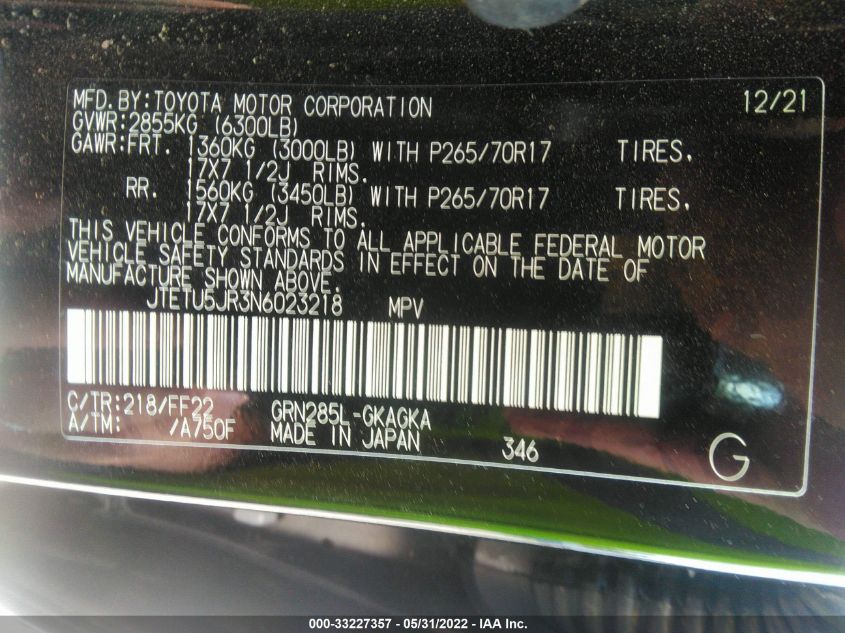 MFD.BY:TOYOTA MOTOR CORPORATION 12/21
GVWR:2855KG (6300LB)
GAWR:FRT. 1360KG (3000LB) WITH P265/70R17 TIRES.
17X7 1/2J RIMS.
RR. 1560KG (3450LB) WITH P265/70R17 TIRES.
17X7 1/2J RIMS.
THIS VEHICLE CONFORMS TO ALL APPLICABLE FEDERAL MOTOR
VEHICLE SAFETY STANDARDS IN EFFECT ON THE DATE OF
MANUFACTURE SHOWN ABOVE.
JTETU5JR3N6023218 MPV
C/TR:218/FF22 GRN285L-GKAGKA
A/TM: /A750F MADE IN JAPAN 346 G
000-33227357 - 05/31/2022 - IAA Inc.